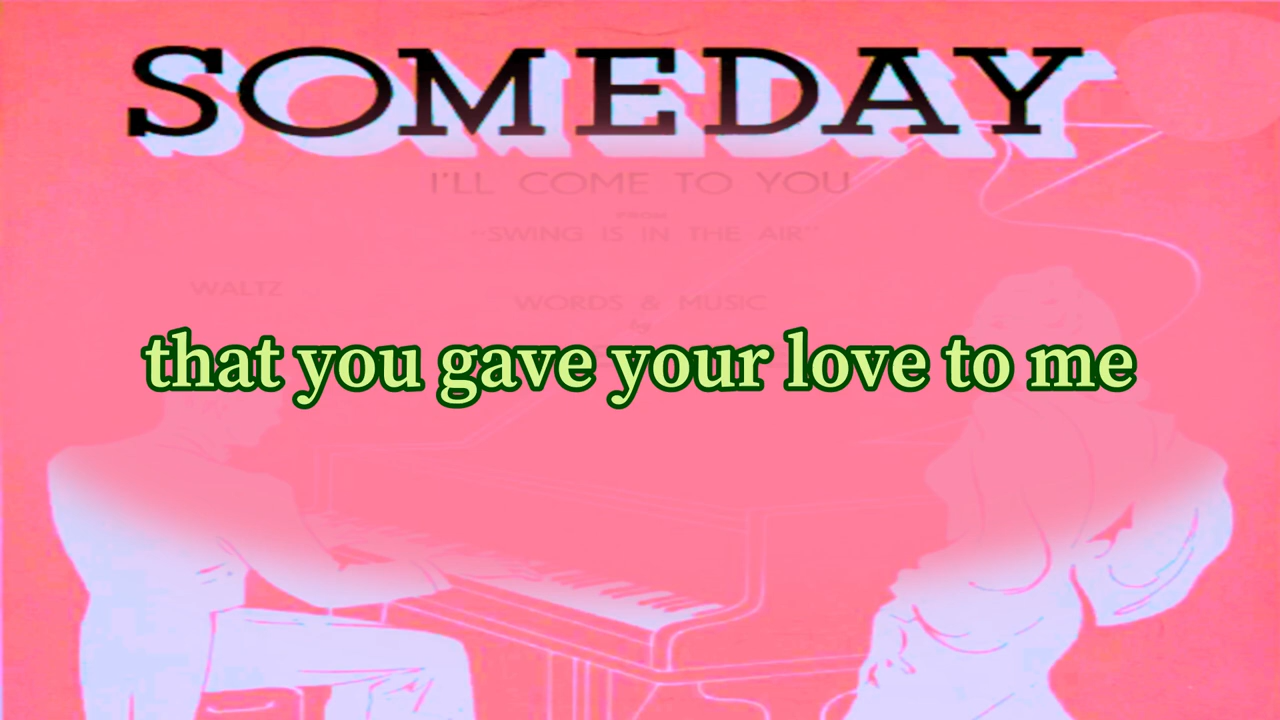 SOMEDAY
I'LL COME TO YOU
FROM
"SWING IS IN THE AIR"
WALTZ
WORDS & MUSIC
by
that you gave your love to me